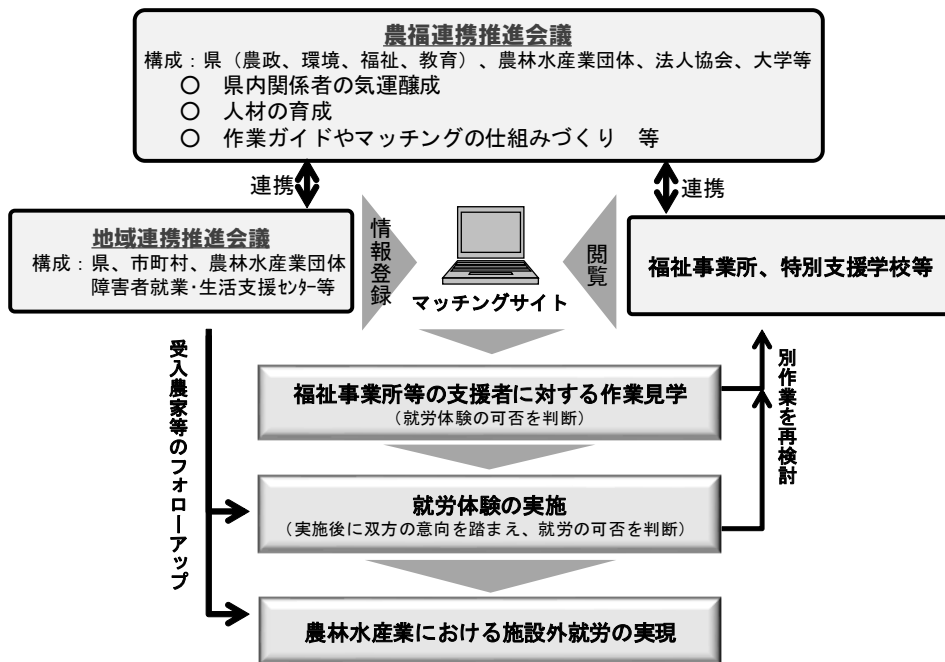 農福連携推進会議
構成：県（農政、環境、福祉、教育）、農林水産業団体、法人協会、大学等
○　県内関係者の気運醸成
○　人材の育成
○　作業ガイドやマッチングの仕組みづくり　等
連携
連携
地域連携推進会議
構成：県、市町村、農林水産業団体
障害者就業・生活支援ｾﾝﾀｰ等
情報登録
マッチングサイト
閲覧
福祉事業所、特別支援学校等
受入農家等のフォローアップ
福祉事業所等の支援者に対する作業見学
（就労体験の可否を判断）
別作業を再検討
就労体験の実施
（実施後に双方の意向を踏まえ、就労の可否を判断）
農林水産業における施設外就労の実現